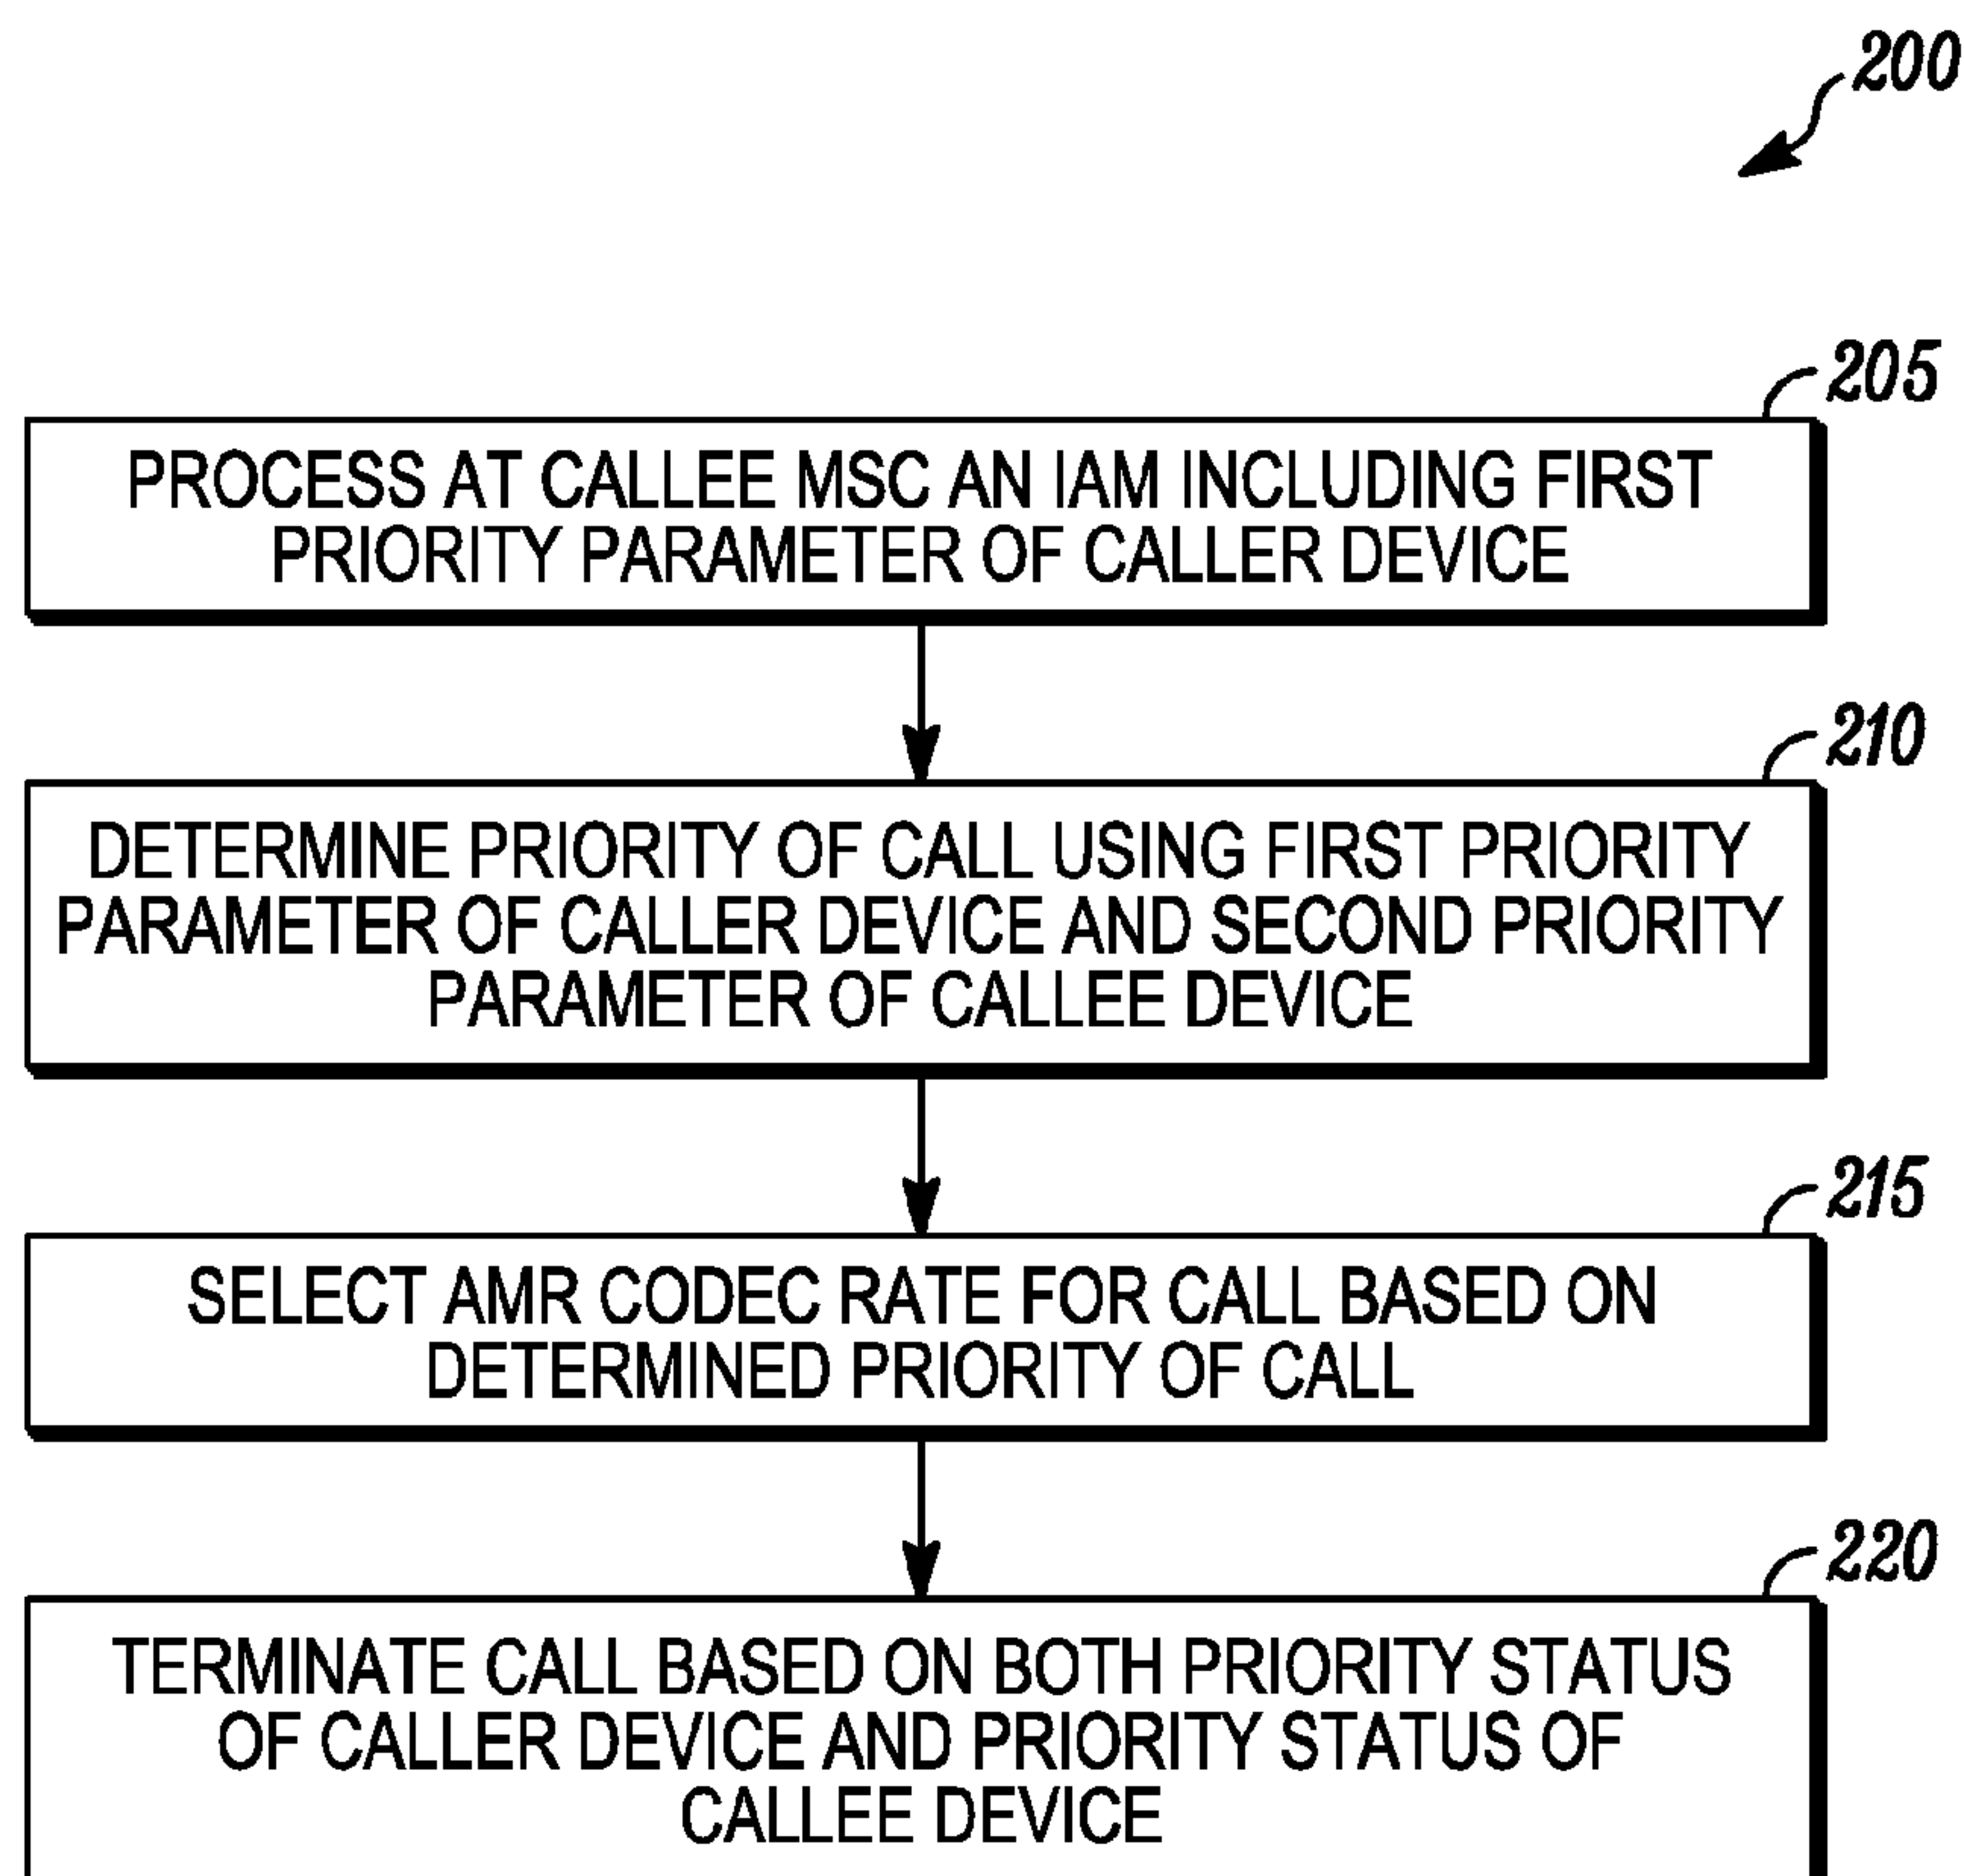 200
205
PROCESS AT CALLEE MSC AN IAM INCLUDING FIRST
PRIORITY PARAMETER OF CALLER DEVICE
210
DETERMINE PRIORITY OF CALL USING FIRST PRIORITY
PARAMETER OF CALLER DEVICE AND SECOND PRIORITY
PARAMETER OF CALLEE DEVICE
215
SELECT AMR CODEC RATE FOR CALL BASED ON
DETERMINED PRIORITY OF CALL
220
TERMINATE CALL BASED ON BOTH PRIORITY STATUS
OF CALLER DEVICE AND PRIORITY STATUS OF
CALLEE DEVICE